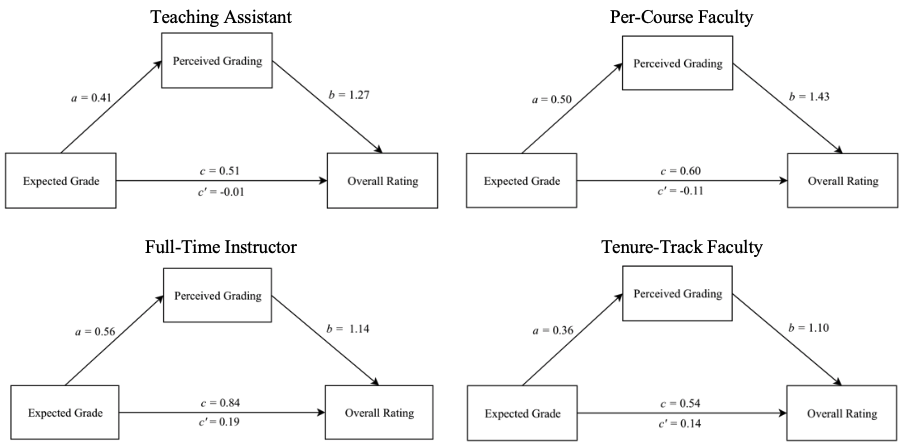 Teaching Assistant
Perceived Grading
a = 0.41
b = 1.27
Expected Grade
c = 0.51
c' = -0.01
Overall Rating
Per-Course Faculty
Perceived Grading
a = 0.50
b = 1.43
Expected Grade
c = 0.60
c' = -0.11
Overall Rating
Full-Time Instructor
Perceived Grading
a = 0.56
b = 1.14
Expected Grade
c = 0.84
c' = 0.19
Overall Rating
Tenure-Track Faculty
Perceived Grading
a = 0.36
b = 1.10
Expected Grade
c = 0.54
c' = 0.14
Overall Rating